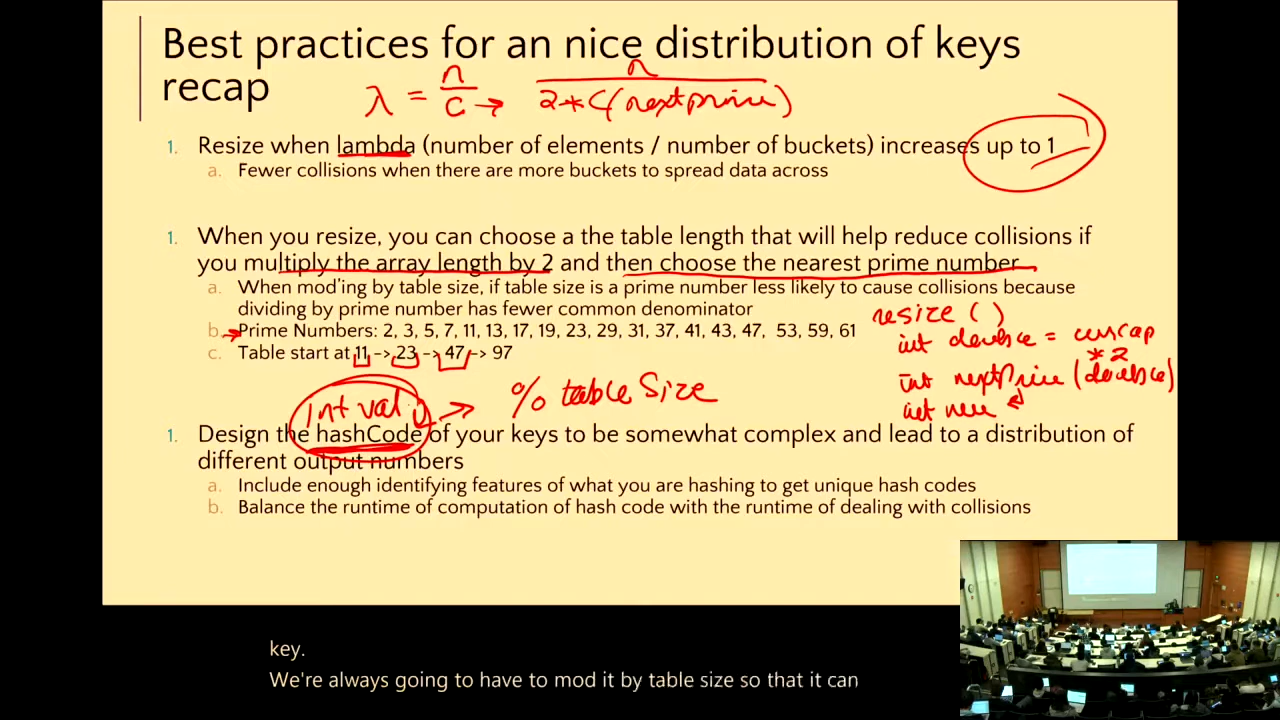 Best practices for an nice distribution of keys
recap
λ = n / c → n / 2 * c (next prime)
1. Resize when lambda (number of elements / number of buckets) increases up to 1
a. Fewer collisions when there are more buckets to spread data across
1. When you resize, you can choose a the table length that will help reduce collisions if
you multiply the array length by 2 and then choose the nearest prime number
a. When mod'ing by table size, if table size is a prime number less likely to cause collisions because
dividing by prime number has fewer common denominator
b. Prime Numbers: 2, 3, 5, 7, 11, 13, 17, 19, 23, 29, 31, 37, 41, 43, 47, 53, 59, 61
c. Table start at 11 -> 23 -> 47 -> 97
resize ( )
int double = curscap
* 2
int nextPrime (double)
int new
int val → % table Size
1. Design the hashCode of your keys to be somewhat complex and lead to a distribution of
different output numbers
a. Include enough identifying features of what you are hashing to get unique hash codes
b. Balance the runtime of computation of hash code with the runtime of dealing with collisions
key.
We're always going to have to mod it by table size so that it can